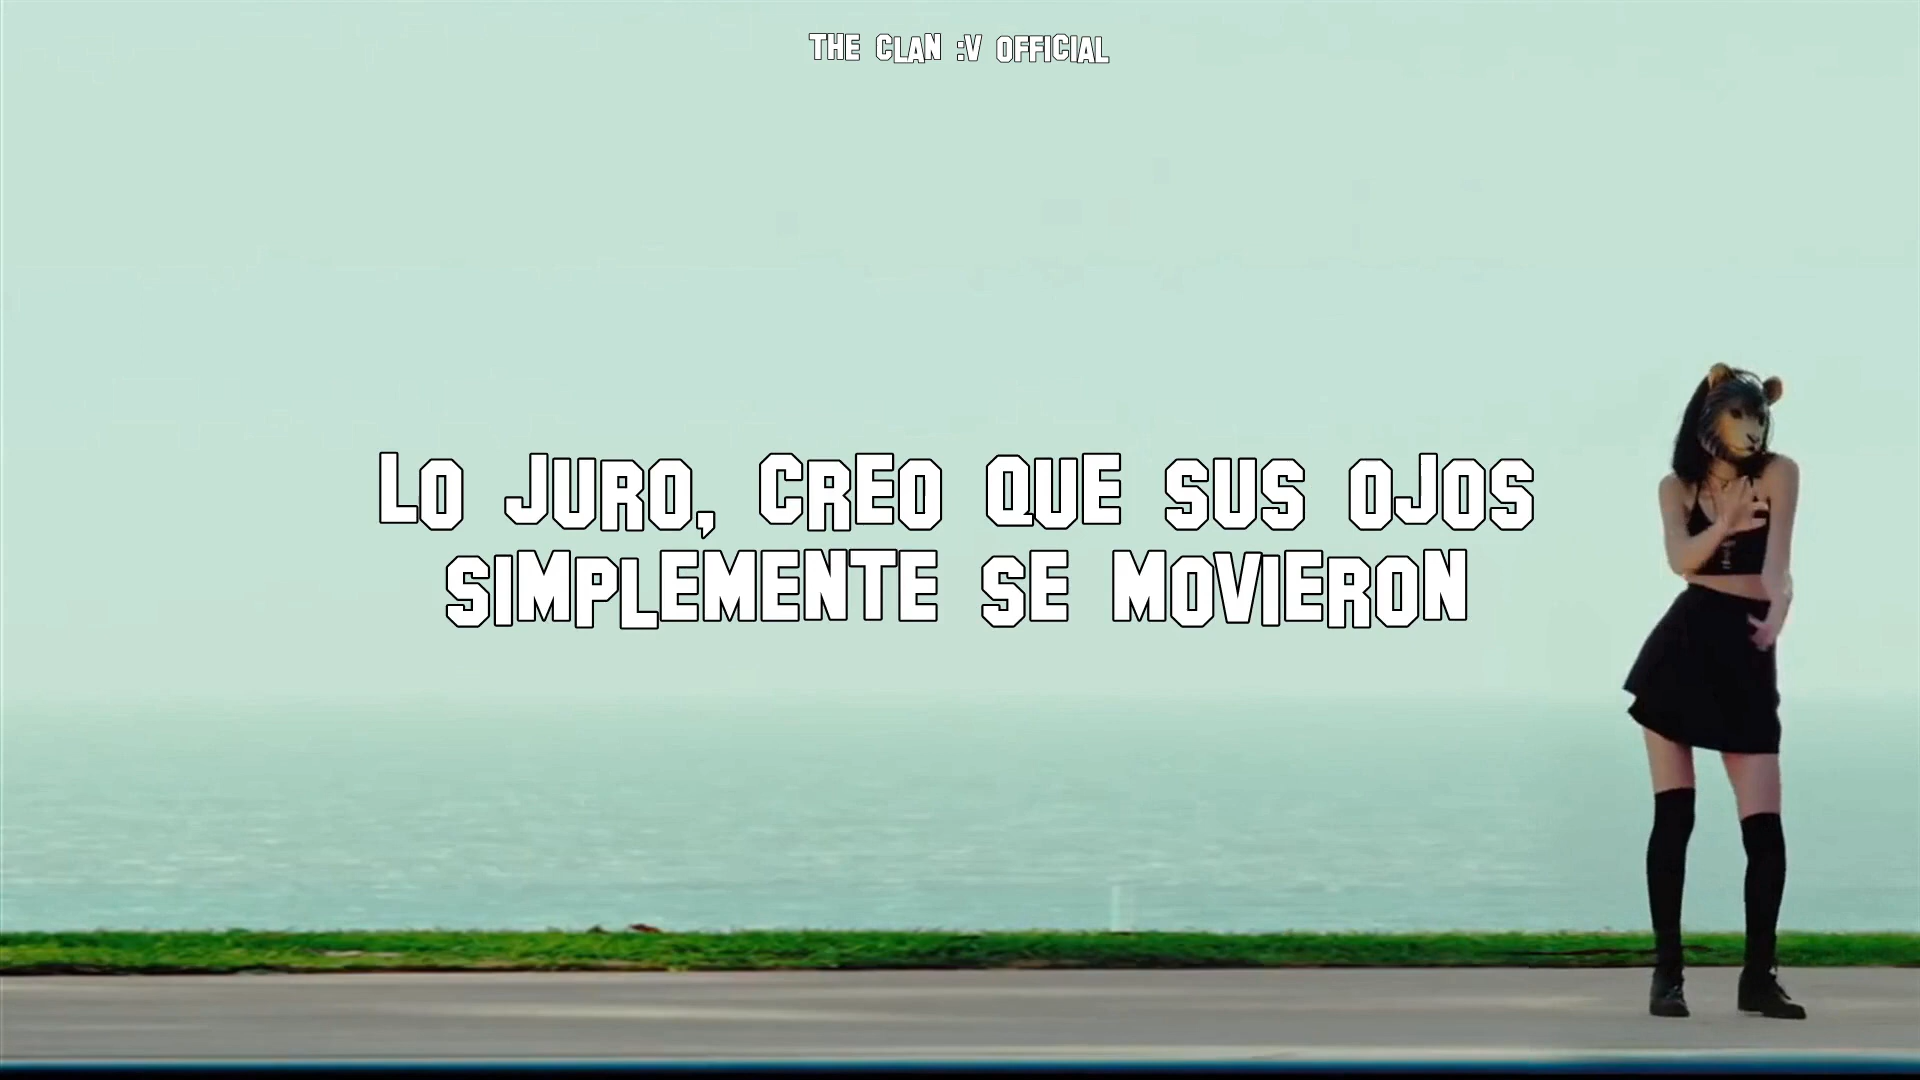 THE CLAN :V OFFICIAL
LO JURO, CREO QUE SUS OJOS
SIMPLEMENTE SE MOVIERON